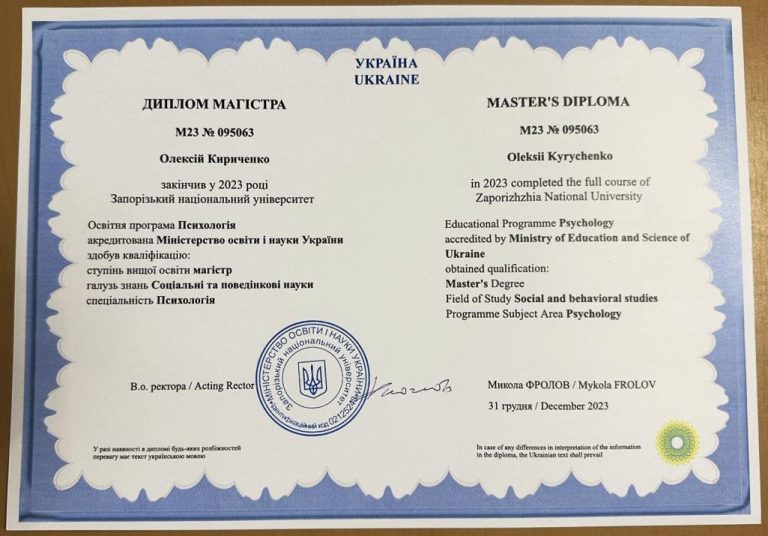 УКРАЇНА
UKRAINE
ДИПЛОМ МАГІСТРА
М23 № 095063
Олексій Кириченко
закінчив у 2023 році
Запорізький національний університет
Освітня програма Психологія
акредитована Міністерство освіти і науки України
здобув кваліфікацію:
ступінь вищої освіти магістр
галузь знань Соціальні та поведінкові науки
спеціальність Психологія
MASTER'S DIPLOMA
M23 № 095063
Oleksii Kyrychenko
in 2023 completed the full course of
Zaporizhzhia National University
Educational Programme Psychology
accredited by Ministry of Education and Science of
Ukraine
obtained qualification:
Master's Degree
Field of Study Social and behavioral studies
Programme Subject Area Psychology
В.о. ректора / Acting Rector
МІНІСТЕРСТВО ОСВІТИ І НАУКИ УКРАЇНИ
Запорізький національний університет
Ідентифікаційний код
Микола ФРОЛОВ / Mykola FROLOV
31 грудня / December 2023
У разі наявності в дипломі будь-яких розбіжностей
перевагу має текст українською мовою
In case of any differences in interpretation of the information
in the diploma, the Ukrainian text shall prevail